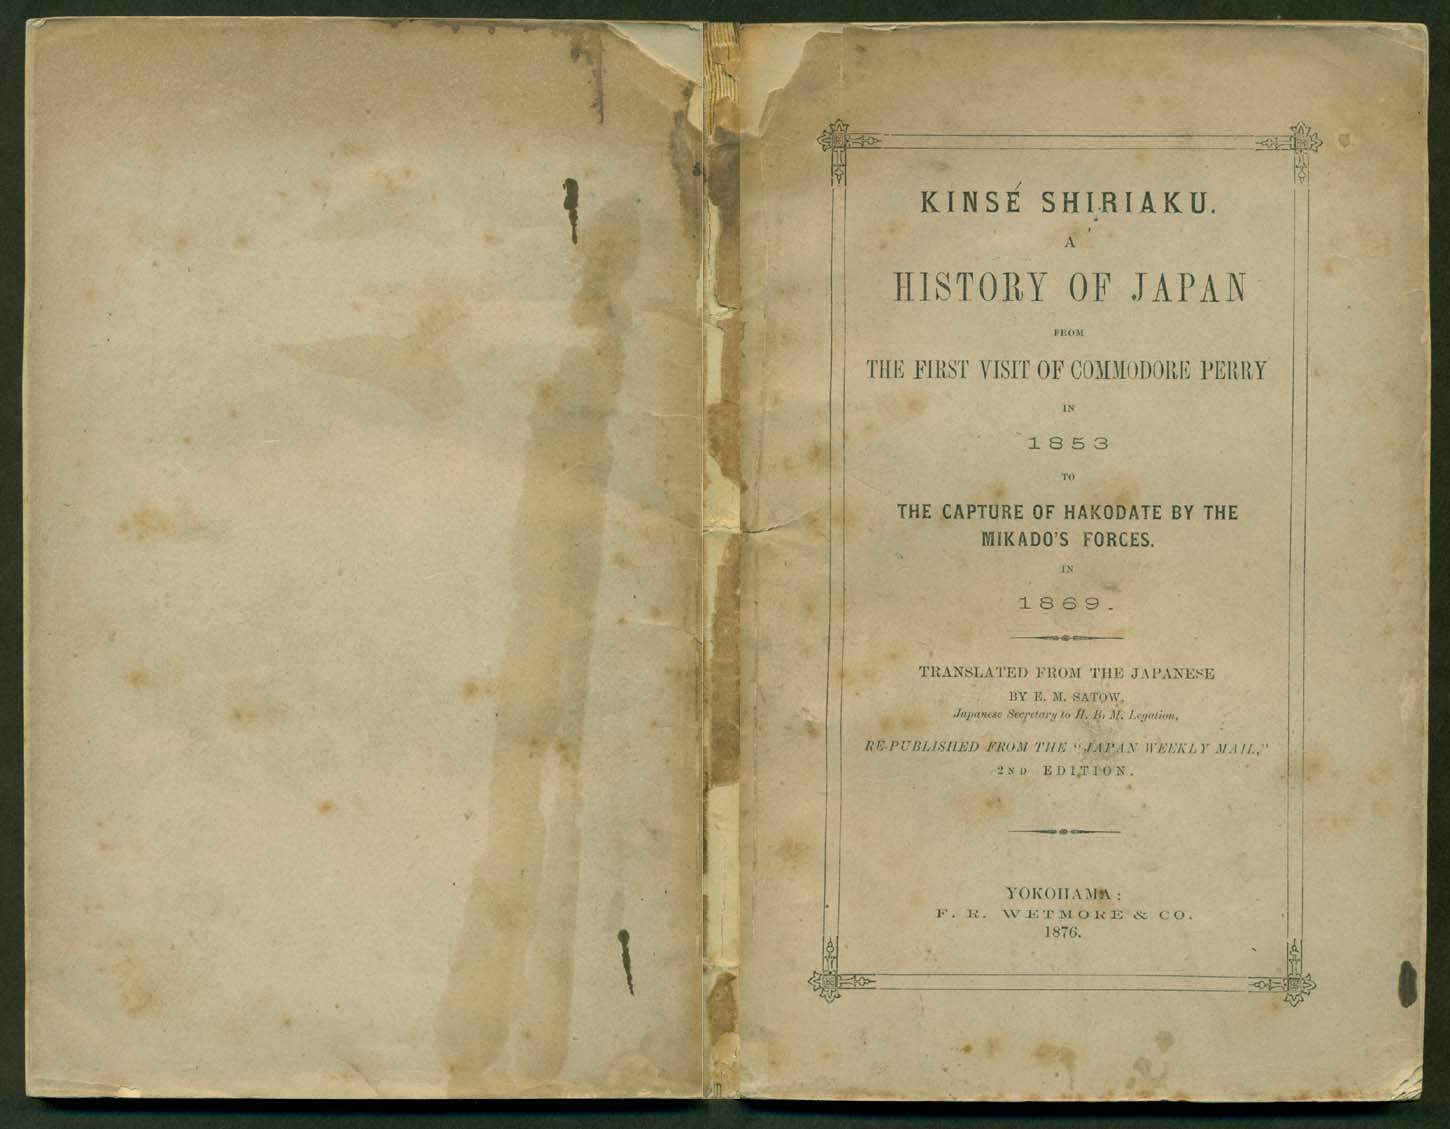 KINSÉ SHIRIAKU.
A
HISTORY OF JAPAN
FROM
THE FIRST VISIT OF COMMODORE PERRY
IN
1853
TO
THE CAPTURE OF HAKODATE BY THE
MIKADO'S FORCES.
IN
1869.
TRANSLATED FROM THE JAPANESE
BY E. M. SATOW,
Japanese Secretary to H. B. M. Legation,
RE-PUBLISHED FROM THE "JAPAN WEEKLY MAIL,"
2ND EDITION.
YOKOHAMA:
F. R. WETMORE & CO.
1876.